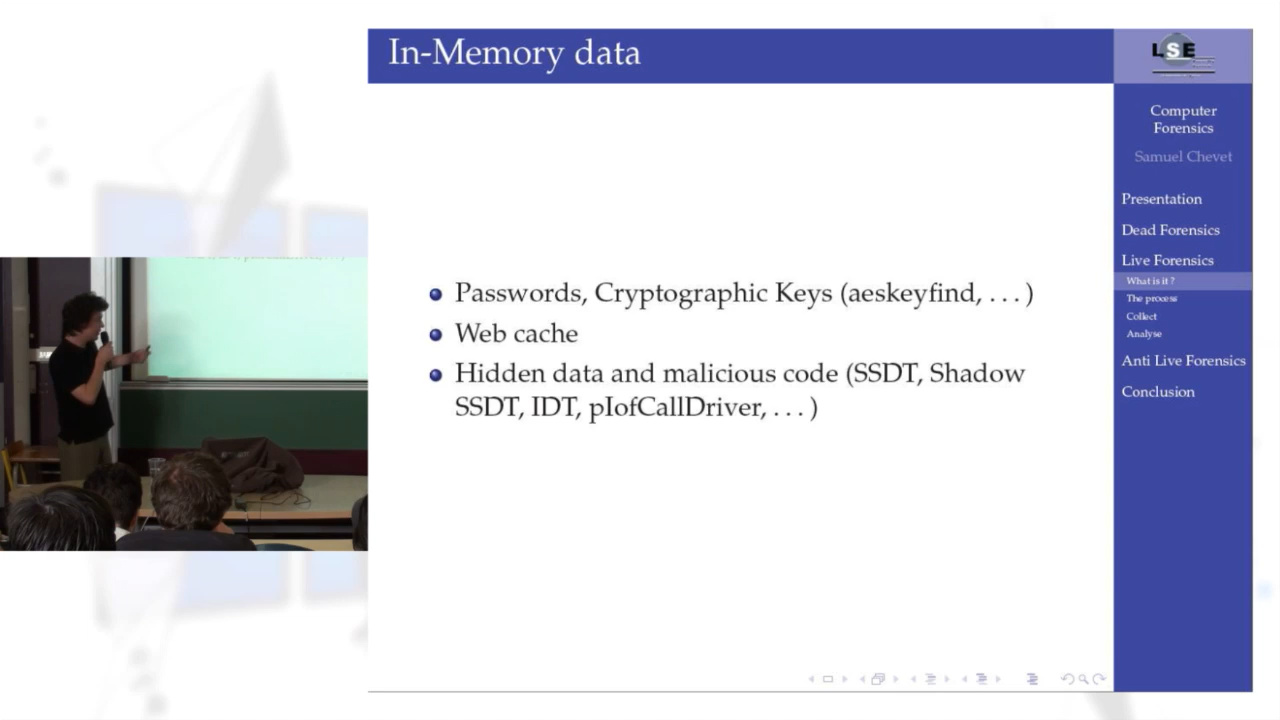 In-Memory data
Passwords, Cryptographic Keys (aeskeyfind, . . . )
Web cache
Hidden data and malicious code (SSDT, Shadow
SSDT, IDT, pIofCallDriver, . . . )
LSE
Computer
Forensics
Samuel Chevet
Presentation
Dead Forensics
Live Forensics
What is it ?
The process
Collect
Analyse
Anti Live Forensics
Conclusion